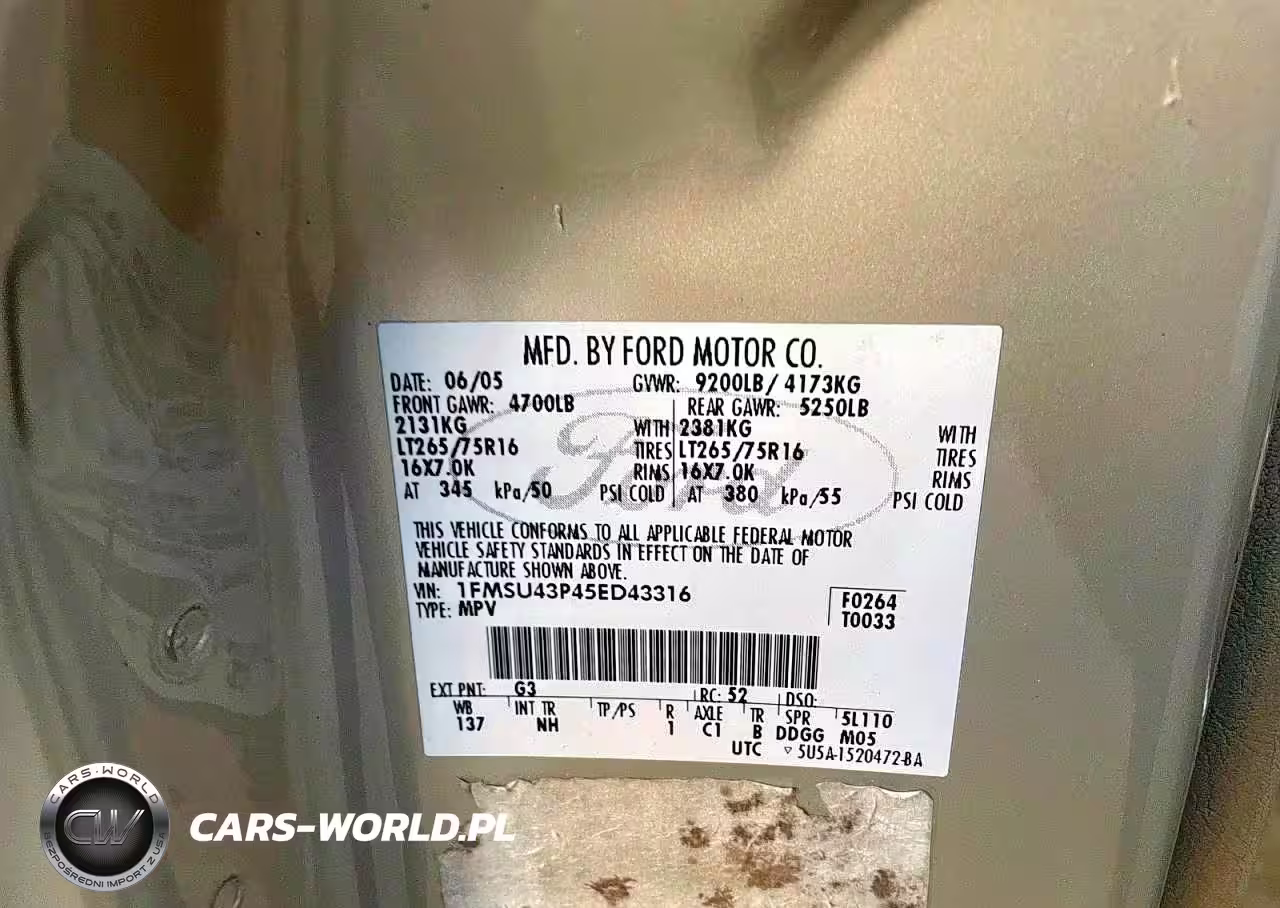 MFD. BY FORD MOTOR CO.
DATE: 06/05 GVWR: 9200LB/ 4173KG
FRONT GAWR: 4700LB REAR GAWR: 5250LB
2131KG WITH 2381KG WITH
LT265/75R16 TIRES LT265/75R16 TIRES
16X7.0K RIMS 16X7.0K RIMS
AT 345 kPa/50 PSI COLD AT 380 kPa/55 PSI COLD
Ford
THIS VEHICLE CONFORMS TO ALL APPLICABLE FEDERAL MOTOR
VEHICLE SAFETY STANDARDS IN EFFECT ON THE DATE OF
MANUFACTURE SHOWN ABOVE.
VIN: 1FMSU43P45ED43316 F0264
TYPE: MPV T0033
EXT PNT: G3 RC: 52 DSO:
WB INT TR TP/PS R AXLE TR SPR 5L110
137 NH 1 C1 B DDGG M05
UTC ▽ 5U5A-1520472-BA
CARS-WORLD
CW
BEZPOŚREDNI IMPORT Z USA
CARS-WORLD.PL